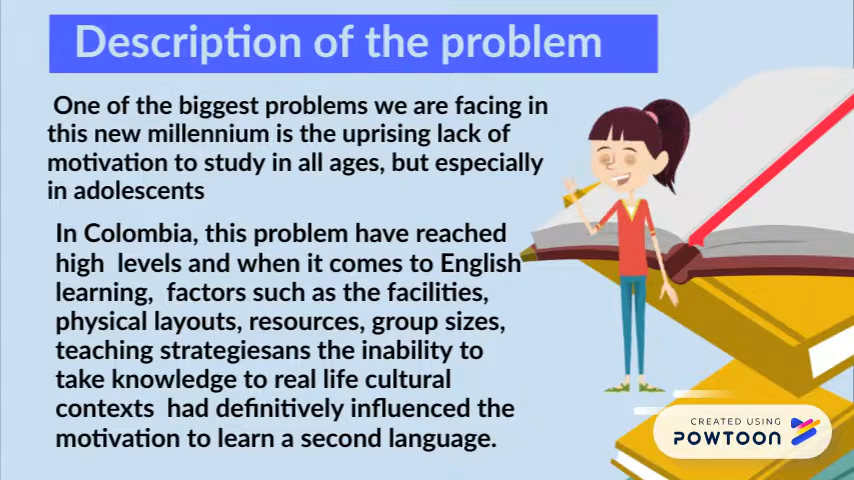 Description of the problem
One of the biggest problems we are facing in
this new millennium is the uprising lack of
motivation to study in all ages, but especially
in adolescents
In Colombia, this problem have reached
high levels and when it comes to English
learning, factors such as the facilities,
physical layouts, resources, group sizes,
teaching strategiesans the inability to
take knowledge to real life cultural
contexts had definitively influenced the
motivation to learn a second language.
CREATED USING
POWTOON